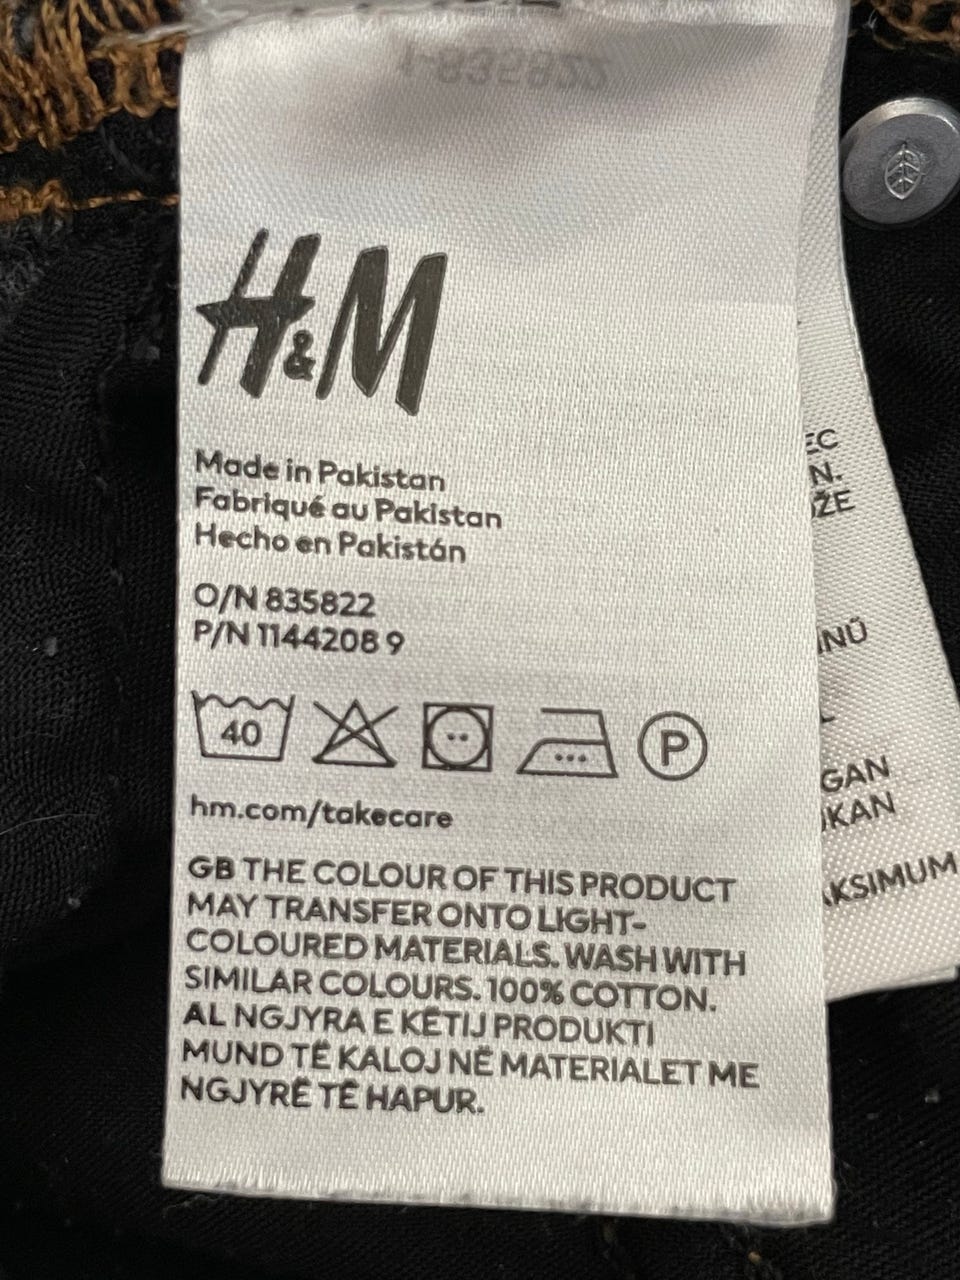 1-835822
H&M
Made in Pakistan
Fabriqué au Pakistan
Hecho en Pakistán
O/N 835822
P/N 1144208 9
40
P
hm.com/takecare
GB THE COLOUR OF THIS PRODUCT
MAY TRANSFER ONTO LIGHT-
COLOURED MATERIALS. WASH WITH
SIMILAR COLOURS. 100% COTTON.
AL NGJYRA E KËTIJ PRODUKTI
MUND TË KALOJ NË MATERIALET ME
NGJYRË TË HAPUR.